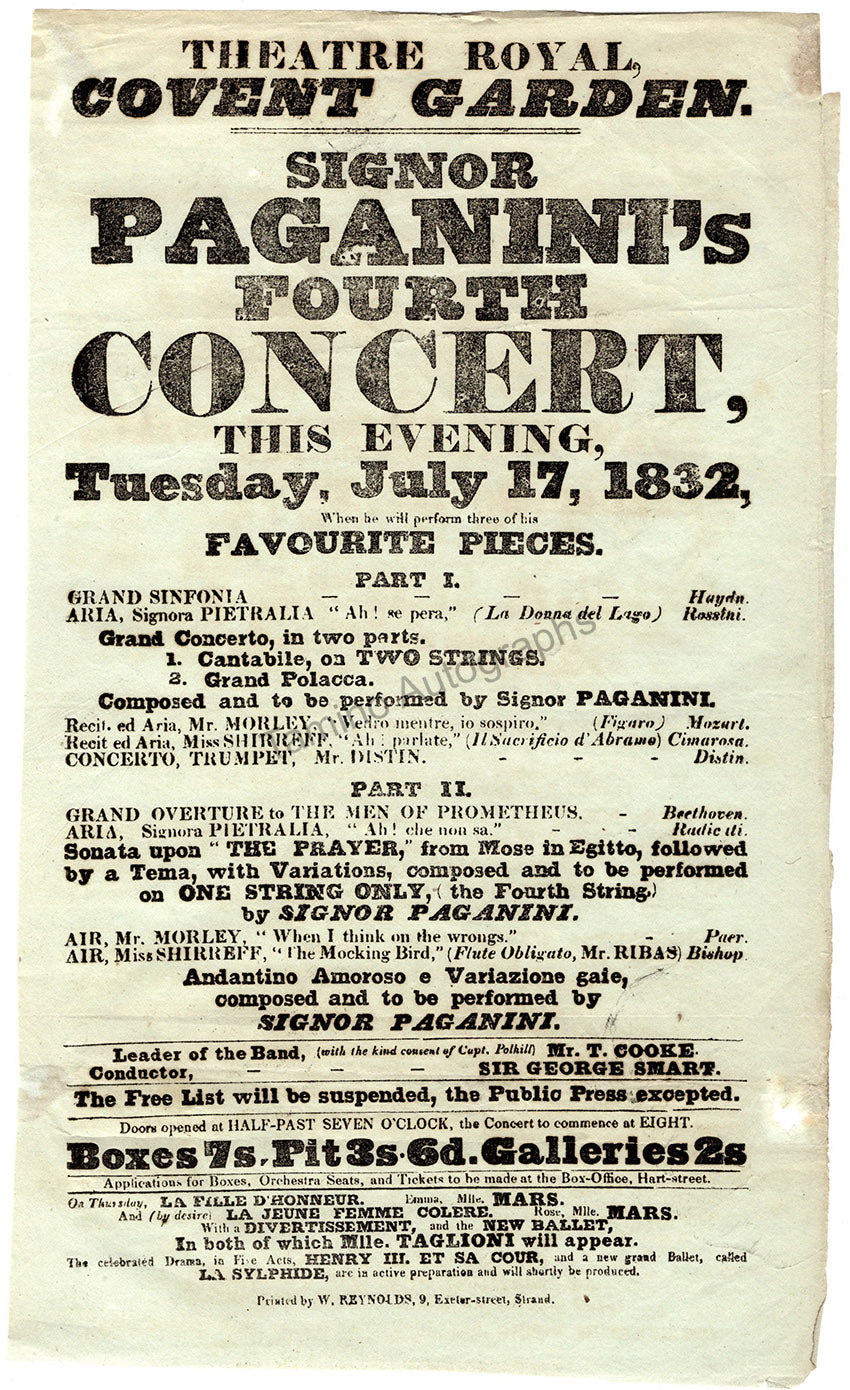 THEATRE ROYAL,
COVENT GARDEN.
SIGNOR
PAGANINI'S
FOURTH
CONCERT,
THIS EVENING,
Tuesday, July 17, 1832,
When he will perform three of his
FAVOURITE PIECES.
PART I.
GRAND SINFONIA — — — — Haydn.
ARIA, Signora PIETRALIA "Ah! se pera," (La Donna del Lago) Rossini.
Grand Concerto, in two parts.
1. Cantabile, on TWO STRINGS.
2. Grand Polacca.
Composed and to be performed by Signor PAGANINI.
Recit. ed Aria, Mr. MORLEY, "Vedro mentre, io sospiro," (Figaro) Mozart.
Recit ed Aria, Miss SHIRREFF, "Ah! parlate," (Il Sacrificio d'Abramo) Cimarosa.
CONCERTO, TRUMPET, Mr. DISTIN. - - - Distin.
PART II.
GRAND OVERTURE to THE MEN OF PROMETHEUS. - Beethoven.
ARIA, Signora PIETRALIA, "Ah! che non sa." - - -
Sonata upon "THE PRAYER," from Mose in Egitto, followed
by a Tema, with Variations, composed and to be performed
on ONE STRING ONLY, (the Fourth String,)
by SIGNOR PAGANINI.
AIR, Mr. MORLEY, "When I think on the wrongs." - Paer.
AIR, Miss SHIRREFF, "The Mocking Bird," (Flute Obligato, Mr. RIBAS) Bishop.
Andantino Amoroso e Variazione gaie,
composed and to be performed by
SIGNOR PAGANINI.
Leader of the Band, (with the kind consent of Capt. Polhill) Mr. T. COOKE.
Conductor, — — — SIR GEORGE SMART.
The Free List will be suspended, the Public Press excepted.
Doors opened at HALF-PAST SEVEN O'CLOCK, the Concert to commence at EIGHT.
Boxes 7s. Pit 3s. 6d. Galleries 2s
Applications for Boxes, Orchestra Seats, and Tickets to be made at the Box-Office, Hart-street.
On Thursday, LA FILLE D'HONNEUR. Emma, Mlle. MARS.
And (by desire) LA JEUNE FEMME COLERE. Rose, Mlle. MARS.
With a DIVERTISSEMENT, and the NEW BALLET,
In both of which Mlle. TAGLIONI will appear.
The celebrated Drama, in Five Acts, HENRY III. ET SA COUR, and a new grand Ballet, called
LA SYLPHIDE, are in active preparation and will shortly be produced.
Printed by W. REYNOLDS, 9, Exeter-street, Strand.
Tamino Autographs